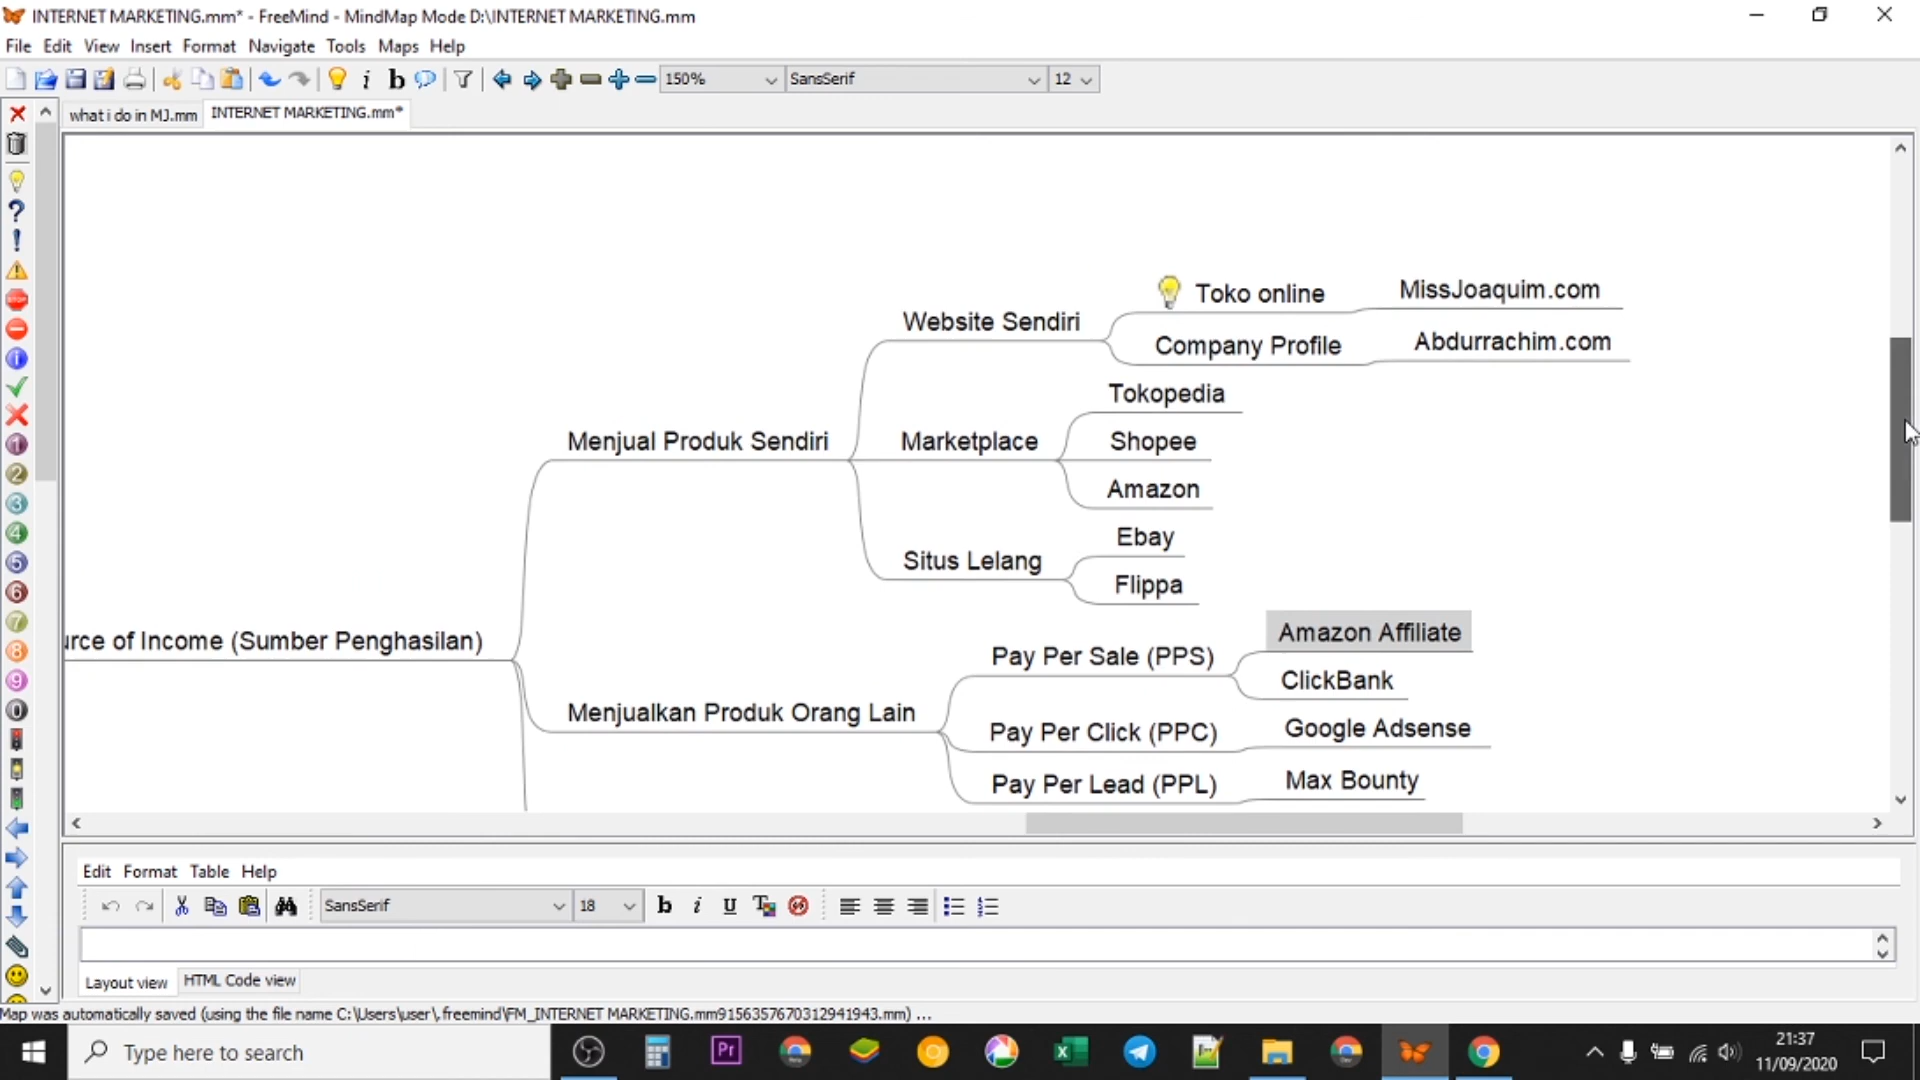 INTERNET MARKETING.mm* - FreeMind - MindMap Mode D:\INTERNET MARKETING.mm
File Edit View Insert Format Navigate Tools Maps Help
150% SansSerif 12
what i do in MJ.mm INTERNET MARKETING.mm*
Toko online MissJoaquim.com
Website Sendiri
Company Profile Abdurrachim.com
Tokopedia
Menjual Produk Sendiri Marketplace Shopee
Amazon
Ebay
Situs Lelang
Flippa
Amazon Affiliate
urce of Income (Sumber Penghasilan)
Pay Per Sale (PPS)
ClickBank
Menjualkan Produk Orang Lain
Pay Per Click (PPC) Google Adsense
Pay Per Lead (PPL) Max Bounty
Edit Format Table Help
SansSerif 18
Layout view HTML Code view
Map was automatically saved (using the file name C:\Users\user\.freemind\FM_INTERNET MARKETING.mm9156357670312941943.mm) ...
Type here to search
21:37
11/09/2020